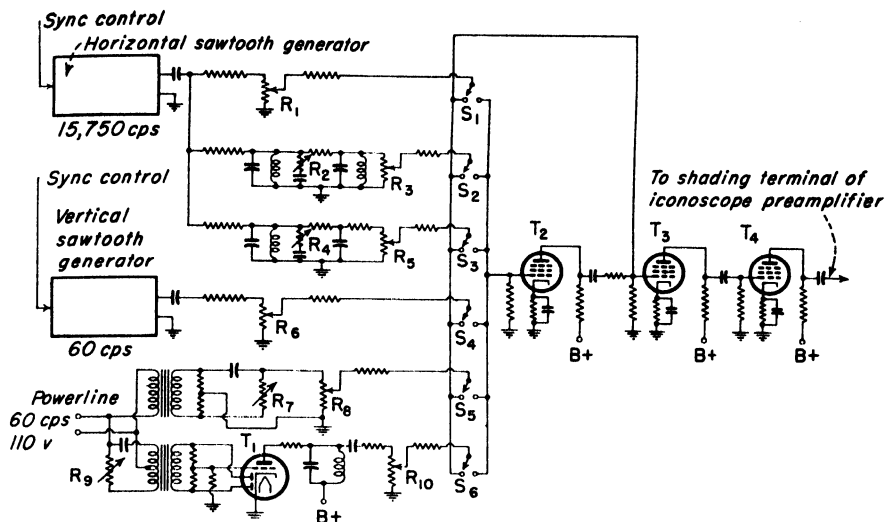 Sync control
Horizontal sawtooth generator
15,750 cps
R1
S1
R2
R3
S2
Sync control
Vertical
sawtooth
generator
60 cps
R4
R5
S3
R6
S4
To shading terminal of
iconoscope preamplifier
T2
T3
T4
B+
B+
B+
Powerline
60 cps
110 v
R7
R8
S5
R9
T1
B+
R10
S6